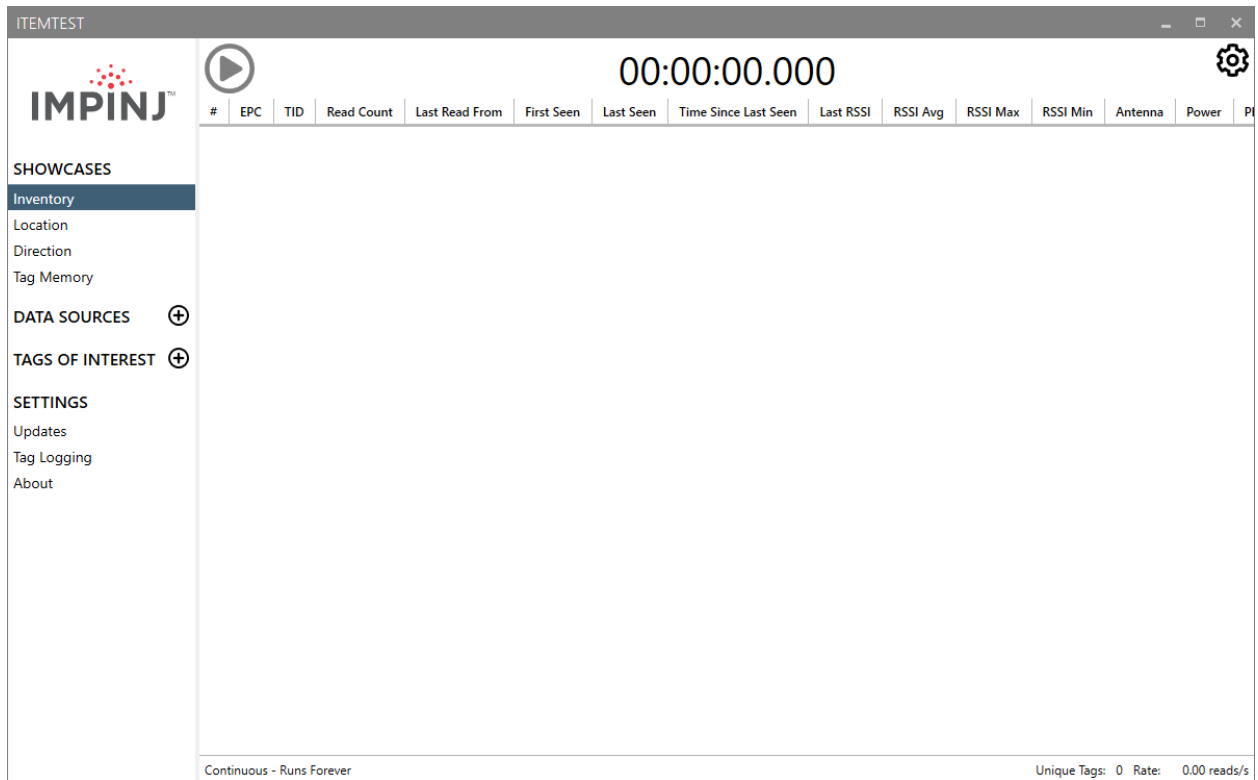 ITEMTEST
IMPINJ™
00:00:00.000
# EPC TID Read Count Last Read From First Seen Last Seen Time Since Last Seen Last RSSI RSSI Avg RSSI Max RSSI Min Antenna Power
SHOWCASES
Inventory
Location
Direction
Tag Memory
DATA SOURCES
TAGS OF INTEREST
SETTINGS
Updates
Tag Logging
About
Continuous - Runs Forever Unique Tags: 0 Rate: 0.00 reads/s